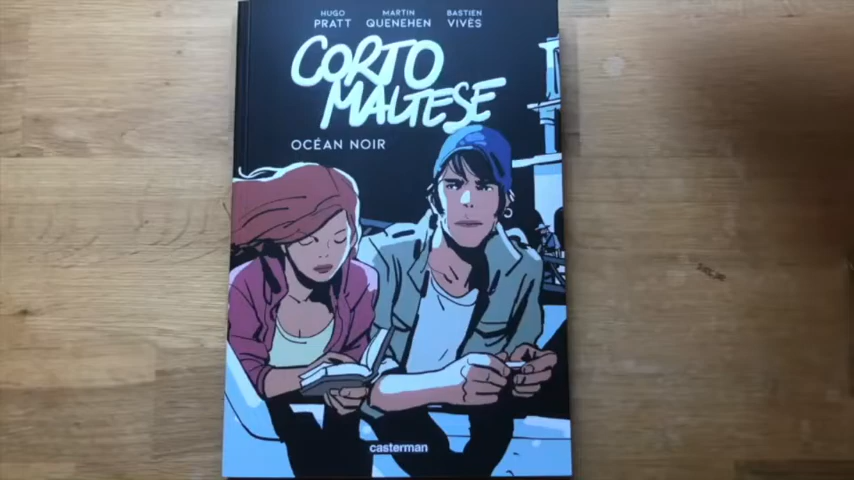 HUGO PRATT
MARTIN QUENEHEN
BASTIEN VIVÈS
CORTO
MALTESE
OCÉAN NOIR
casterman